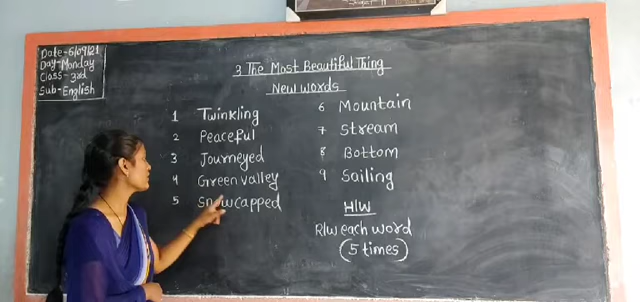 Date-6/09/21
Day-Monday
Class-3rd
Sub-English
3 The Most Beautiful Thing
New words
1 Twinkling
2 Peaceful
3 Journeyed
4 Green valley
5 Snowcapped
6 Mountain
7 Stream
8 Bottom
9 Sailing
H/W
R/W each word
(5 times)